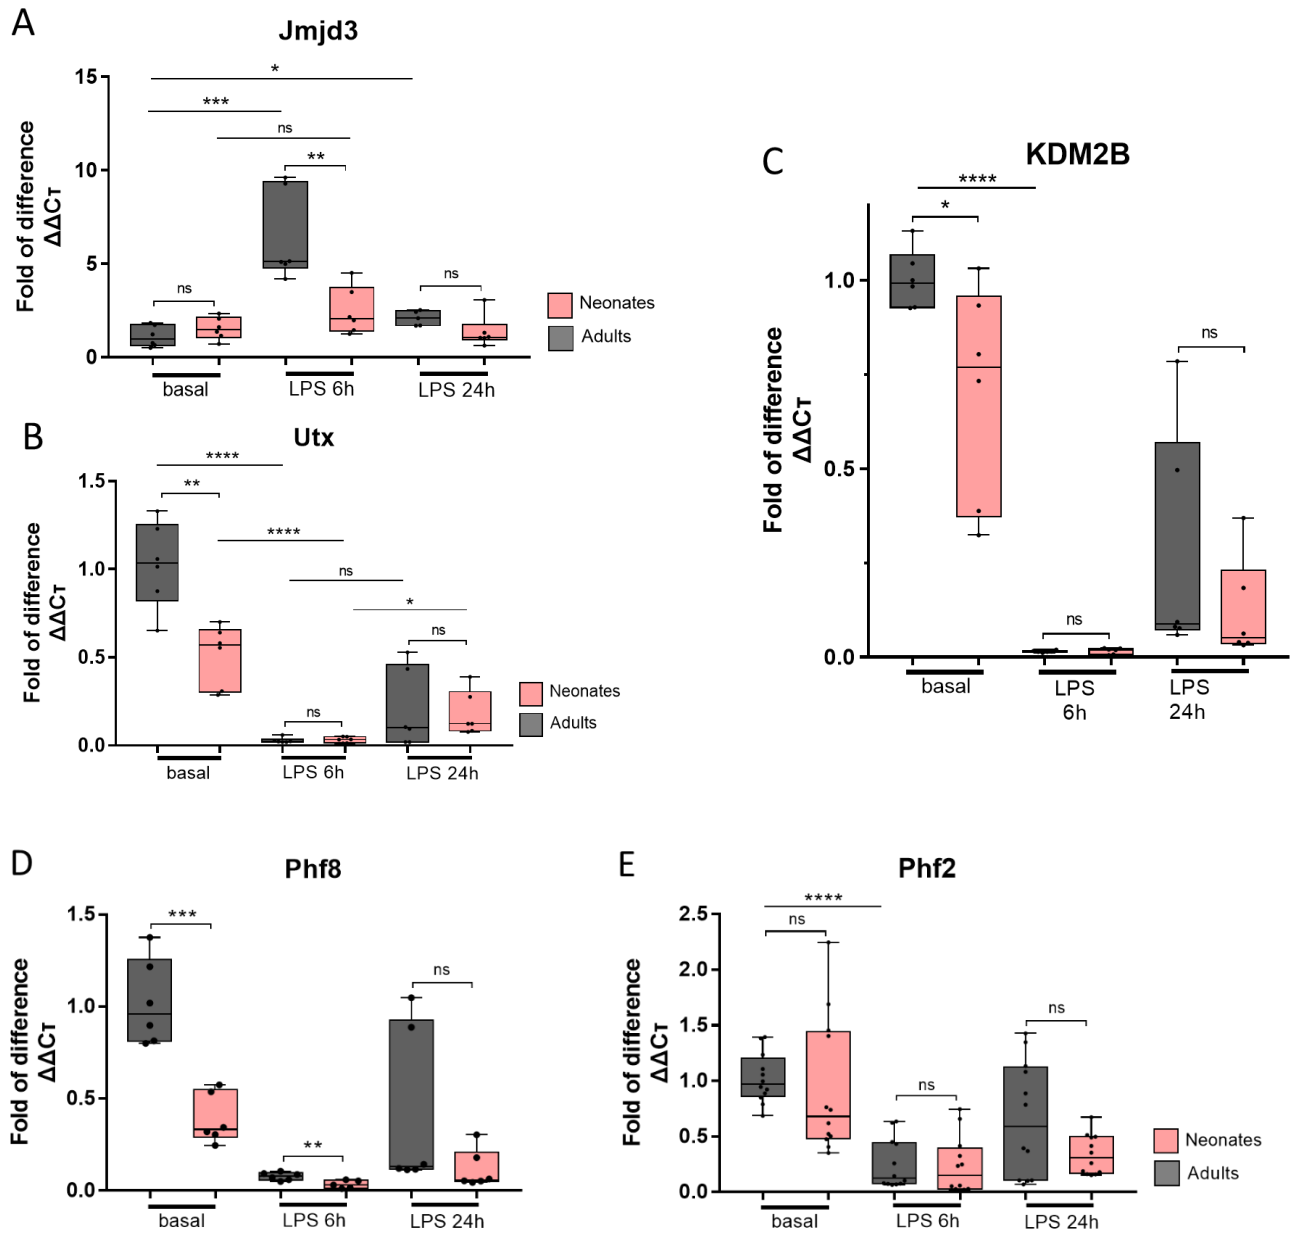 A
Jmjd3
Fold of difference
ΔΔCт
15
10
5
0
*
***
ns
**
ns
ns
basal
LPS 6h
LPS 24h
Neonates
Adults
B
Utx
Fold of difference
ΔΔCт
1.5
1.0
0.5
0.0
****
**
****
ns
*
ns
ns
basal
LPS 6h
LPS 24h
Neonates
Adults
C
KDM2B
Fold of difference
ΔΔCт
1.0
0.5
0.0
****
*
ns
ns
basal
LPS
6h
LPS
24h
D
Phf8
Fold of difference
ΔΔCт
1.5
1.0
0.5
0.0
***
**
ns
basal
LPS 6h
LPS 24h
E
Phf2
Fold of difference
ΔΔCт
2.5
2.0
1.5
1.0
0.5
0.0
****
ns
ns
ns
basal
LPS 6h
LPS 24h
Neonates
Adults